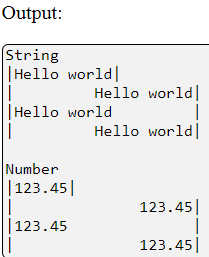 Output:
String
|Hello world|
|         Hello world|
|Hello world         |
|         Hello world|

Number
|123.45|
|              123.45|
|123.45              |
|              123.45|